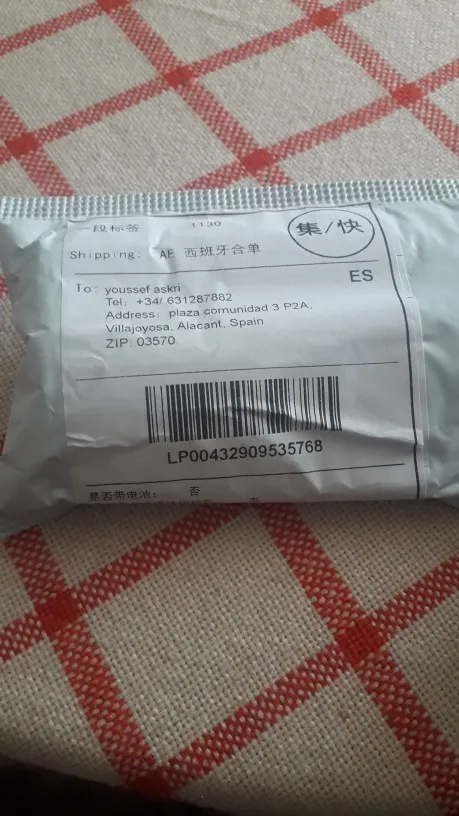 一段标签 1130
集/快
Shipping: AE 西班牙合单
ES
To: youssef askri
Tel: +34/ 631287882
Address: plaza comunidad 3 P2A,
Villajoyosa, Alacant, Spain
ZIP: 03570
LP00432909535768
是否带电池: 否